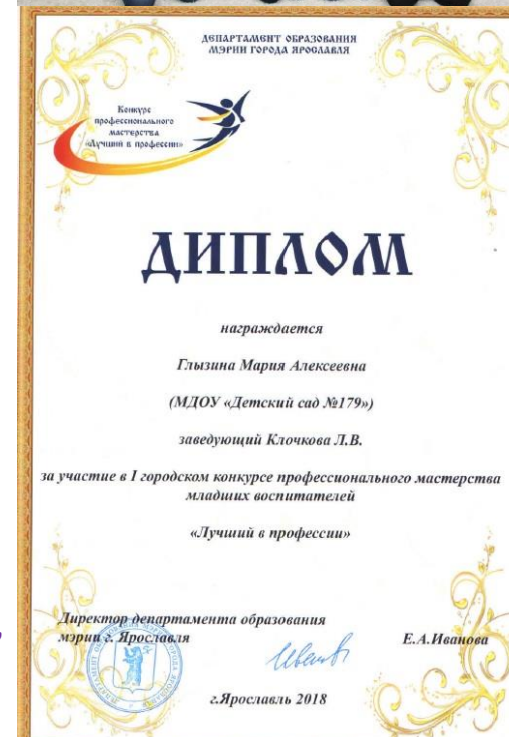 ДЕПАРТАМЕНТ ОБРАЗОВАНИЯ
МЭРИИ ГОРОДА ЯРОСЛАВЛЯ
Конкурс
профессионального
мастерства
«Лучший в профессии»
ДИПЛОМ
награждается
Глызина Мария Алексеевна
(МДОУ «Детский сад №179»)
заведующий Клочкова Л.В.
за участие в I городском конкурсе профессионального мастерства
младших воспитателей
«Лучший в профессии»
Директор департамента образования
мэрии г. Ярославля
Е.А.Иванова
г.Ярославль 2018